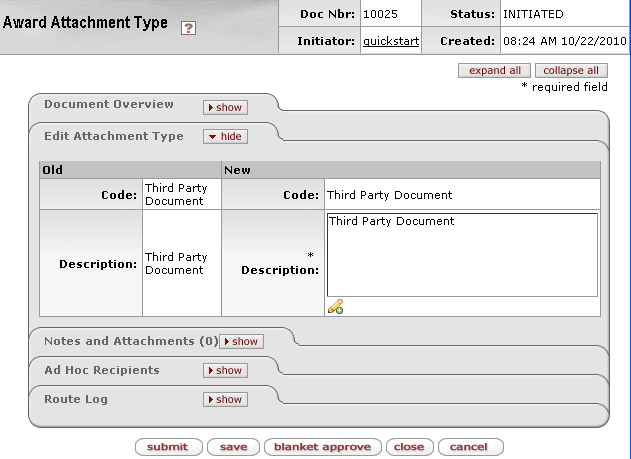 Award Attachment Type ?
Doc Nbr: 10025 Status: INITIATED
Initiator: quickstart Created: 08:24 AM 10/22/2010
expand all collapse all
* required field
Document Overview show
Edit Attachment Type hide
Old New
Code: Third Party Document Code: Third Party Document
Description: Third Party Document * Description: Third Party Document
Notes and Attachments (0) show
Ad Hoc Recipients show
Route Log show
submit save blanket approve close cancel